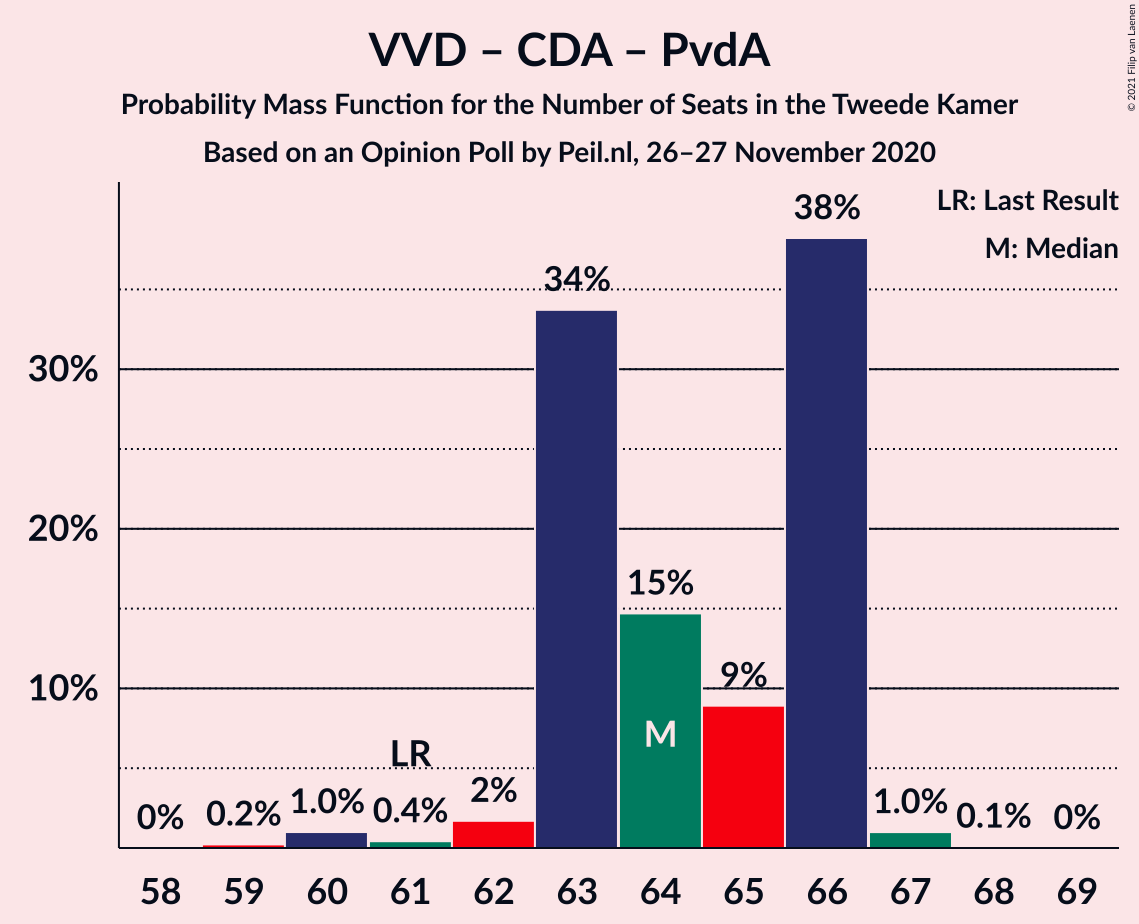 VVD – CDA – PvdA
Probability Mass Function for the Number of Seats in the Tweede Kamer
Based on an Opinion Poll by Peil.nl, 26–27 November 2020
© 2021 Filip van Laenen
LR: Last Result
M: Median
38%
34%
30%
20%
15%
10%
9%
M
LR
0% 0.2% 1.0% 0.4% 2% 1.0% 0.1% 0%
58 59 60 61 62 63 64 65 66 67 68 69